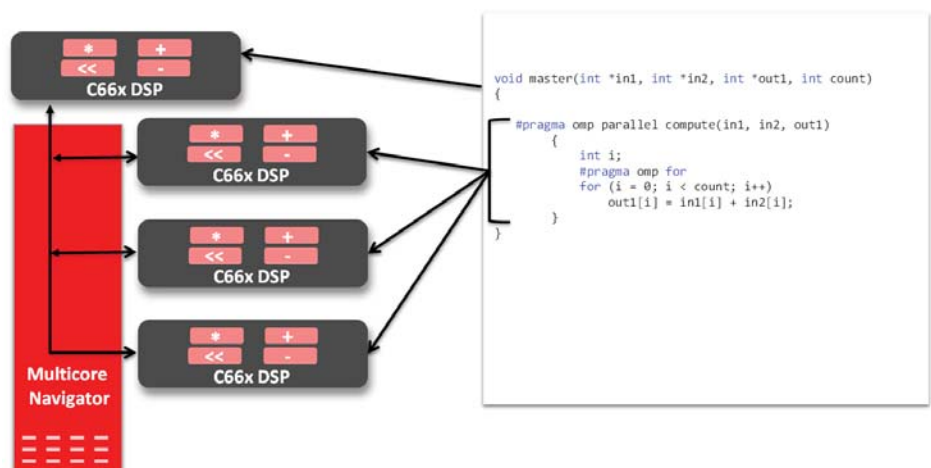 * +
<< -
C66x DSP
* +
<< -
C66x DSP
* +
<< -
C66x DSP
* +
<< -
C66x DSP
Multicore
Navigator
void master(int *in1, int *in2, int *out1, int count)
{
#pragma omp parallel compute(in1, in2, out1)
{
int i;
#pragma omp for
for (i = 0; i < count; i++)
out1[i] = in1[i] + in2[i];
}
}